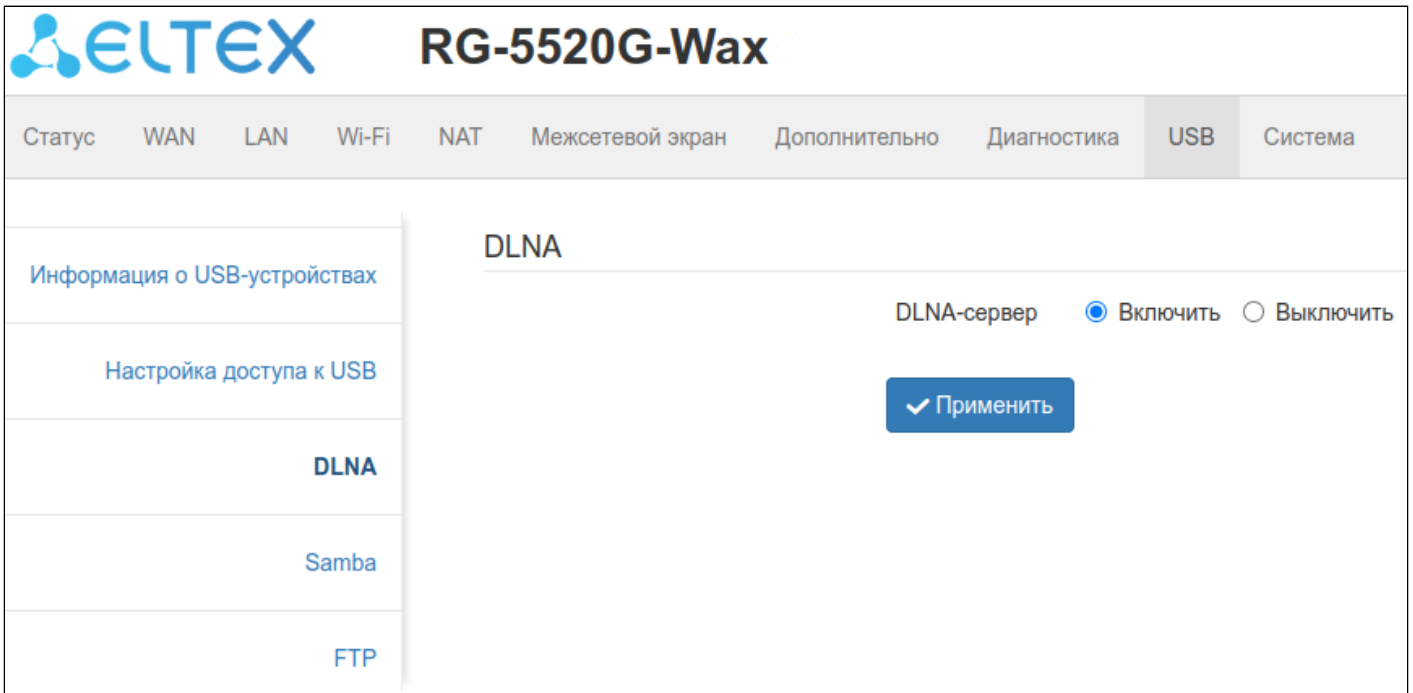 ELTEX RG-5520G-Wax
Статус WAN LAN Wi-Fi NAT Межсетевой экран Дополнительно Диагностика USB Система
Информация о USB-устройствах
Настройка доступа к USB
DLNA
Samba
FTP
DLNA
DLNA-сервер Включить Выключить
Применить